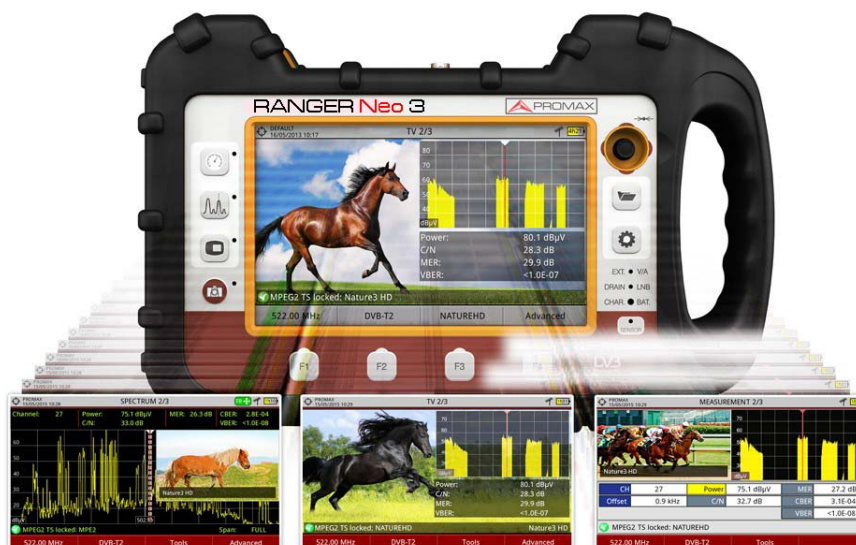 RANGER Neo 3
PROMAX
DEFAULT
16/05/2013 10:17
TV 2/3
80
70
60
50
40
dBµV
Power: 80.1 dBµV
C/N 28.3 dB
MER: 29.9 dB
VBER: <1.0E-07
MPEG2 TS locked: Nature3 HD
522.00 MHz DVB-T2 NATUREHD Advanced
EXT. V/A
DRAIN LNB
CHAR. BAT.
SENSOR
F1 F2 F3
PROMAX
SPECTRUM 2/3
Channel: 27 Power: 75.1 dBµV MER: 26.3 dB CBER: 2.8E-04
C/N: 33.0 dB VBER: <1.0E-08
60
50
40
30
20
dBµV
Nature3 HD
MPEG2 TS locked: MPE2 Span: FULL
522.00 MHz DVB-T2 Tools Advanced
PROMAX
TV 2/3
Power: 80.1 dBµV
C/N: 28.3 dB
MER: 29.9 dB
VBER: <1.0E-07
MPEG2 TS locked: NATUREHD Nature3 HD
522.00 MHz DVB-T2 NATUREHD Advanced
PROMAX
MEASUREMENT 2/3
Nature3 HD
CH 27 Power 75.1 dBµV MER 27.2 dB
Offset 0.9 kHz C/N 32.7 dB CBER 3.1E-04
VBER <1.0E-08
MPEG2 TS locked: NATUREHD
522.00 MHz DVB-T2 Tools